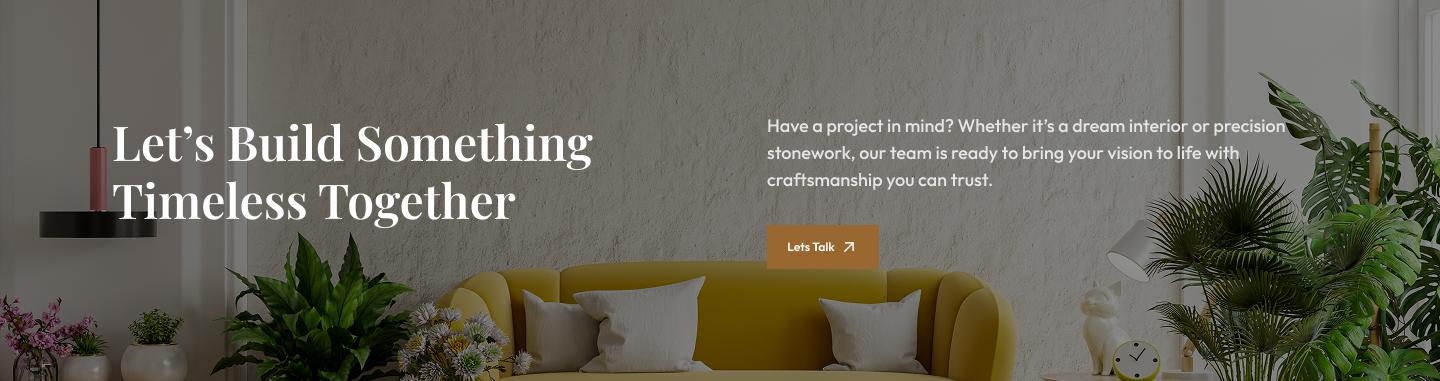 Let's Build Something
Timeless Together
Have a project in mind? Whether it's a dream interior or precision
stonework, our team is ready to bring your vision to life with
craftsmanship you can trust.
Lets Talk